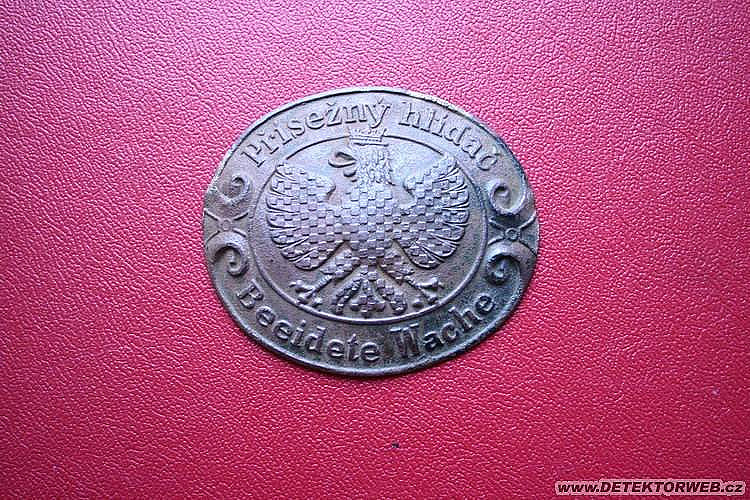 Přísežný hlídač
Beeidete Wache
www.DETEKTORWEB.cz